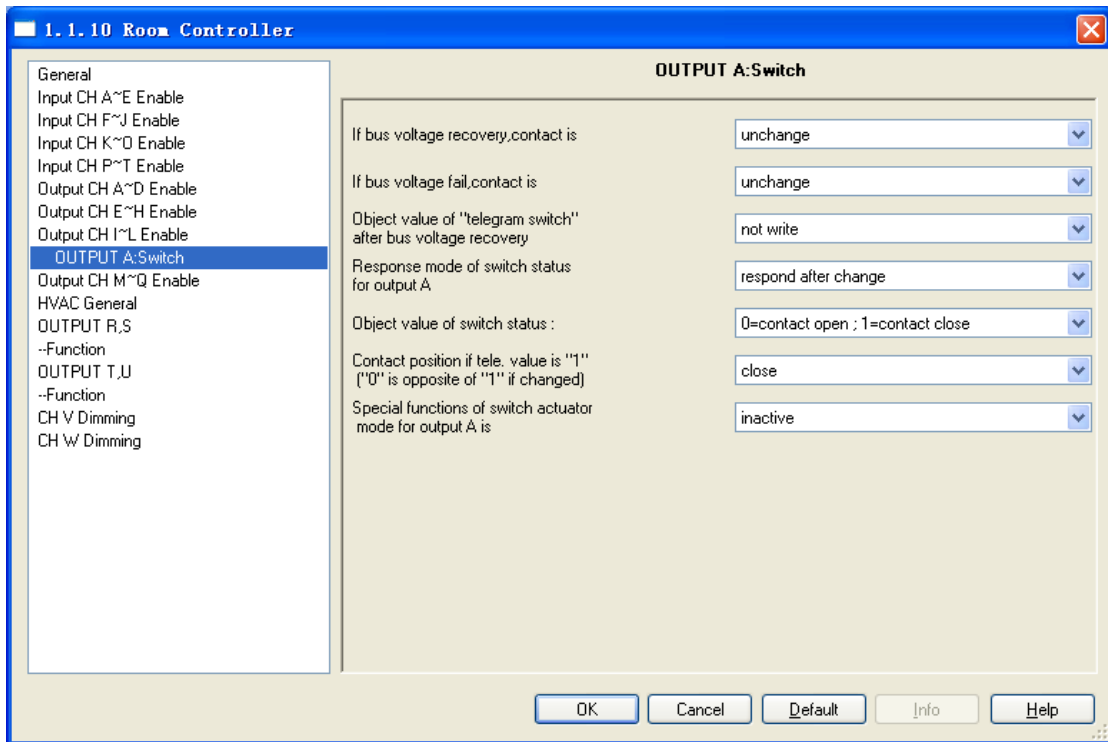 1.1.10 Room Controller
General
Input CH A~E Enable
Input CH F~J Enable
Input CH K~O Enable
Input CH P~T Enable
Output CH A~D Enable
Output CH E~H Enable
Output CH I~L Enable
OUTPUT A:Switch
Output CH M~Q Enable
HVAC General
OUTPUT R,S
--Function
OUTPUT T,U
--Function
CH V Dimming
CH W Dimming
OUTPUT A:Switch
If bus voltage recovery,contact is
unchange
If bus voltage fail,contact is
unchange
Object value of "telegram switch"
after bus voltage recovery
not write
Response mode of switch status
for output A
respond after change
Object value of switch status :
0=contact open ; 1=contact close
Contact position if tele. value is "1"
("0" is opposite of "1" if changed)
close
Special functions of switch actuator
mode for output A is
inactive
OK
Cancel
Default
Info
Help